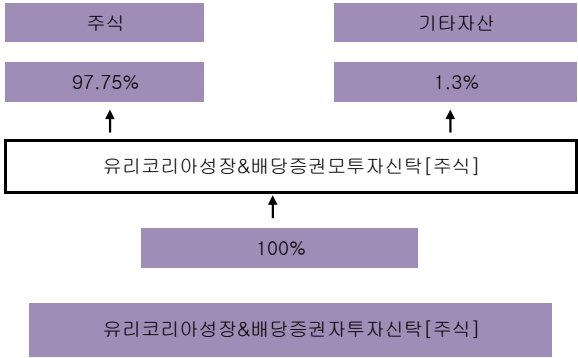 주식 기타자산
97.75% 1.3%
유리코리아성장&배당증권모투자신탁[주식]
100%
유리코리아성장&배당증권자투자신탁[주식]